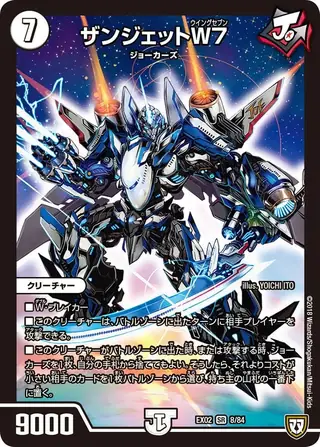 7
ウイングセブン
ザンジェットW7
ジョーカーズ
illus. YOICHI ITO
クリーチャー
■W・ブレイカー
■このクリーチャーは、バトルゾーンに出たターンに相手プレイヤーを
攻撃できる。
■このクリーチャーがバトルゾーンに出た時、または攻撃する時、ジョー
カーズを1枚、自分の手札から捨ててもよい。そうしたら、それよりコストが
小さい相手のカードを1枚バトルゾーンから選び、持ち主の山札の一番下
に置く。
9000
EX02 SR 8/84
©2018 Wizards/Shogakukan/Mitsui-Kids